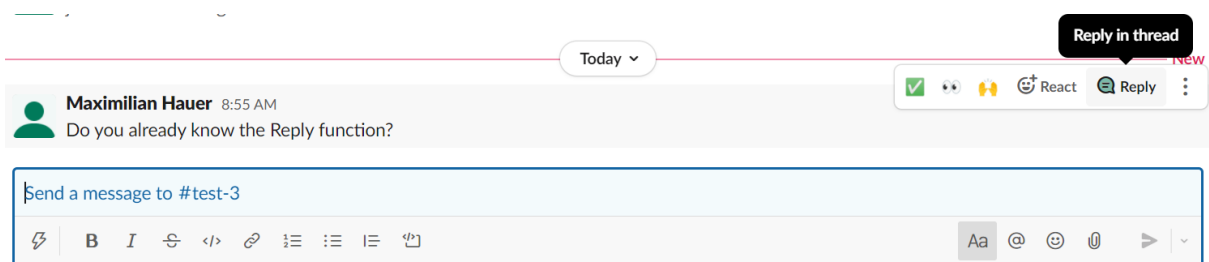 Reply in thread
Today
New
React
Reply
Maximilian Hauer 8:55 AM
Do you already know the Reply function?
Send a message to #test-3
B I S </>
Aa @